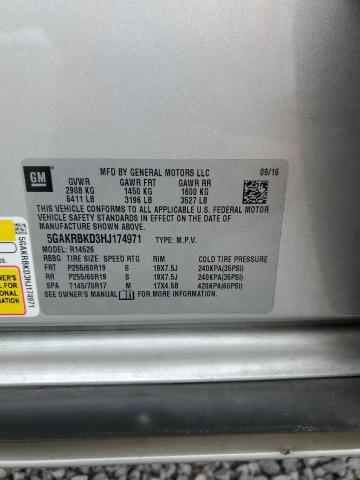 GM
MFD BY GENERAL MOTORS LLC 09/16
GVWR GAWR FRT GAWR RR
2908 KG 1450 KG 1600 KG
6411 LB 3196 LB 3527 LB
THIS VEHICLE CONFORMS TO ALL APPLICABLE U.S. FEDERAL MOTOR
VEHICLE SAFETY STANDARDS IN EFFECT ON THE DATE OF
MANUFACTURE SHOWN ABOVE.
5GAKRBKD3HJ174971 TYPE: M.P.V.
MODEL: R14526
RBBG TIRE SIZE SPEED RTG RIM COLD TIRE PRESSURE
FRT P255/60R19 S 19X7.5J 240KPA(35PSI)
RR P255/60R19 S 19X7.5J 240KPA(35PSI)
SPA T145/70R17 M 17X4.5B 420KPA(60PSI)
SEE OWNER'S MANUAL FOR MORE INFORMATION
5GAKRBKD3HJ174971
OWNER'S